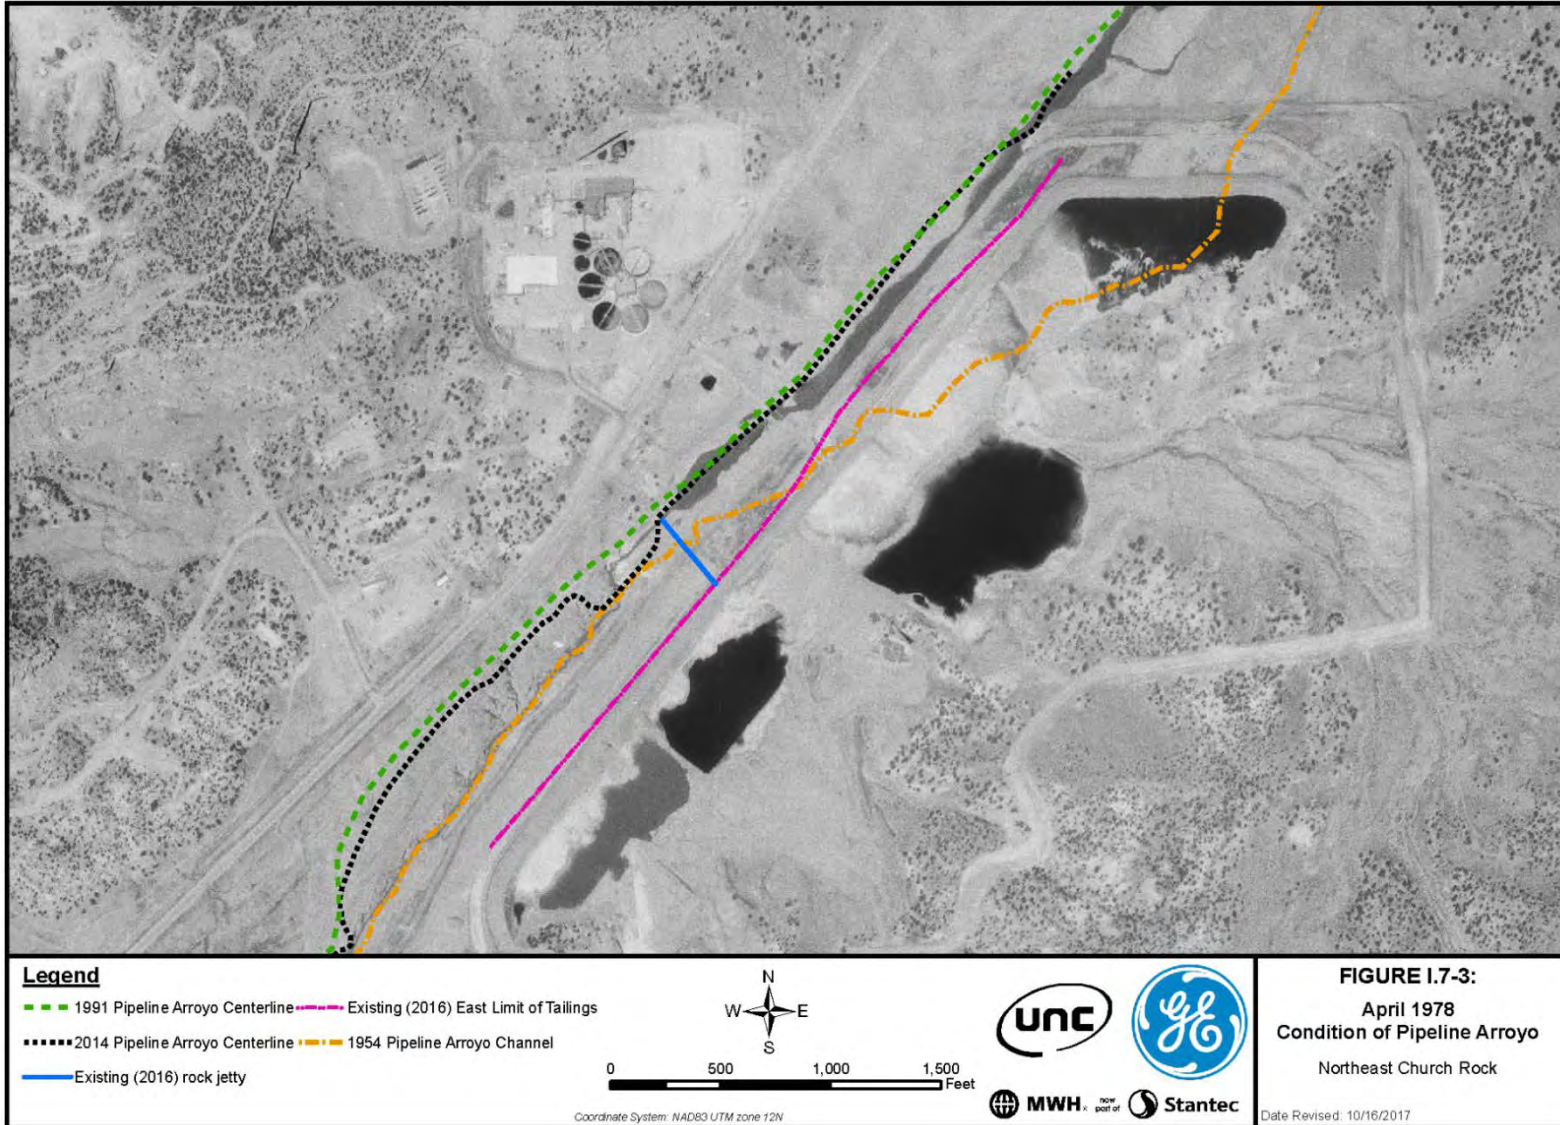 Legend
1991 Pipeline Arroyo Centerline
Existing (2016) East Limit of Tailings
2014 Pipeline Arroyo Centerline
1954 Pipeline Arroyo Channel
Existing (2016) rock jetty
N
W E
S
0 500 1,000 1,500
Feet
Coordinate System: NAD83 UTM zone 12N
UNC
GE
MWH now part of Stantec
FIGURE I.7-3:
April 1978
Condition of Pipeline Arroyo
Northeast Church Rock
Date Revised: 10/16/2017